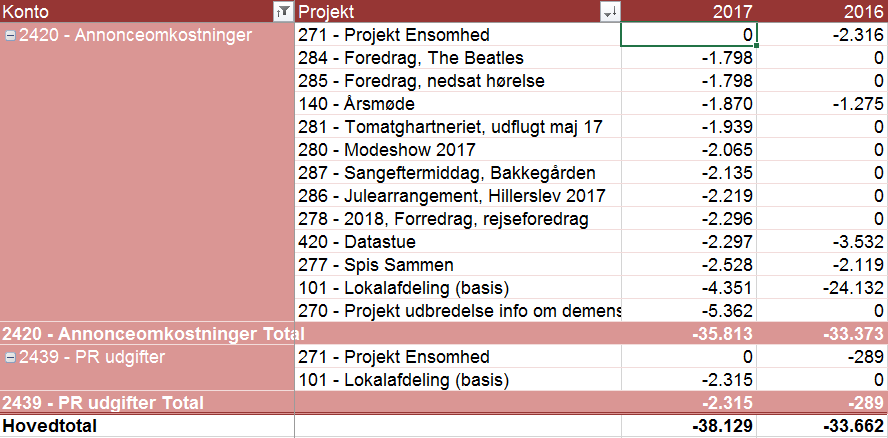 Konto Projekt 2017 2016
2420 - Annonceomkostninger 271 - Projekt Ensomhed 0 -2.316
284 - Foredrag, The Beatles -1.798 0
285 - Foredrag, nedsat hørelse -1.798 0
140 - Årsmøde -1.870 -1.275
281 - Tomatghartneriet, udflugt maj 17 -1.939 0
280 - Modeshow 2017 -2.065 0
287 - Sangeftermiddag, Bakkegården -2.135 0
286 - Julearrangement, Hillerslev 2017 -2.219 0
278 - 2018, Forredrag, rejseforedrag -2.296 0
420 - Datastue -2.297 -3.532
277 - Spis Sammen -2.528 -2.119
101 - Lokalafdeling (basis) -4.351 -24.132
270 - Projekt udbredelse info om demens -5.362 0
2420 - Annonceomkostninger Total -35.813 -33.373
2439 - PR udgifter 271 - Projekt Ensomhed 0 -289
101 - Lokalafdeling (basis) -2.315 0
2439 - PR udgifter Total -2.315 -289
Hovedtotal -38.129 -33.662